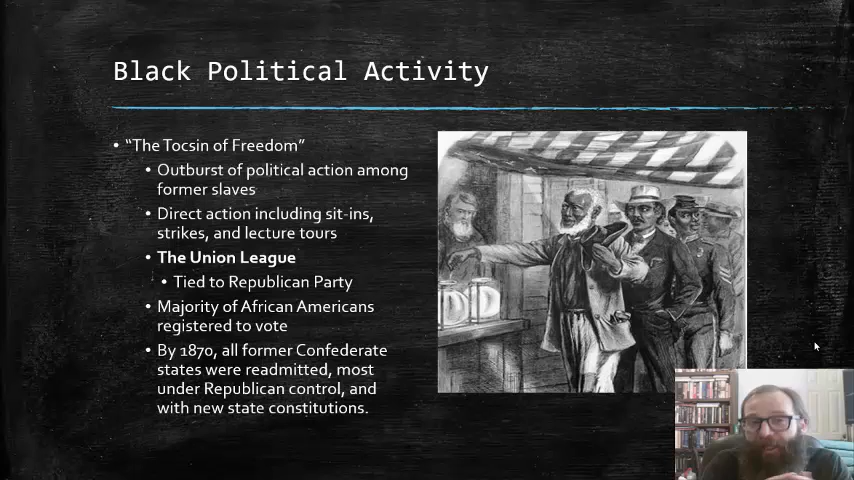 Black Political Activity
• “The Tocsin of Freedom”
• Outburst of political action among
former slaves
• Direct action including sit-ins,
strikes, and lecture tours
• The Union League
• Tied to Republican Party
• Majority of African Americans
registered to vote
• By 1870, all former Confederate
states were readmitted, most
under Republican control, and
with new state constitutions.